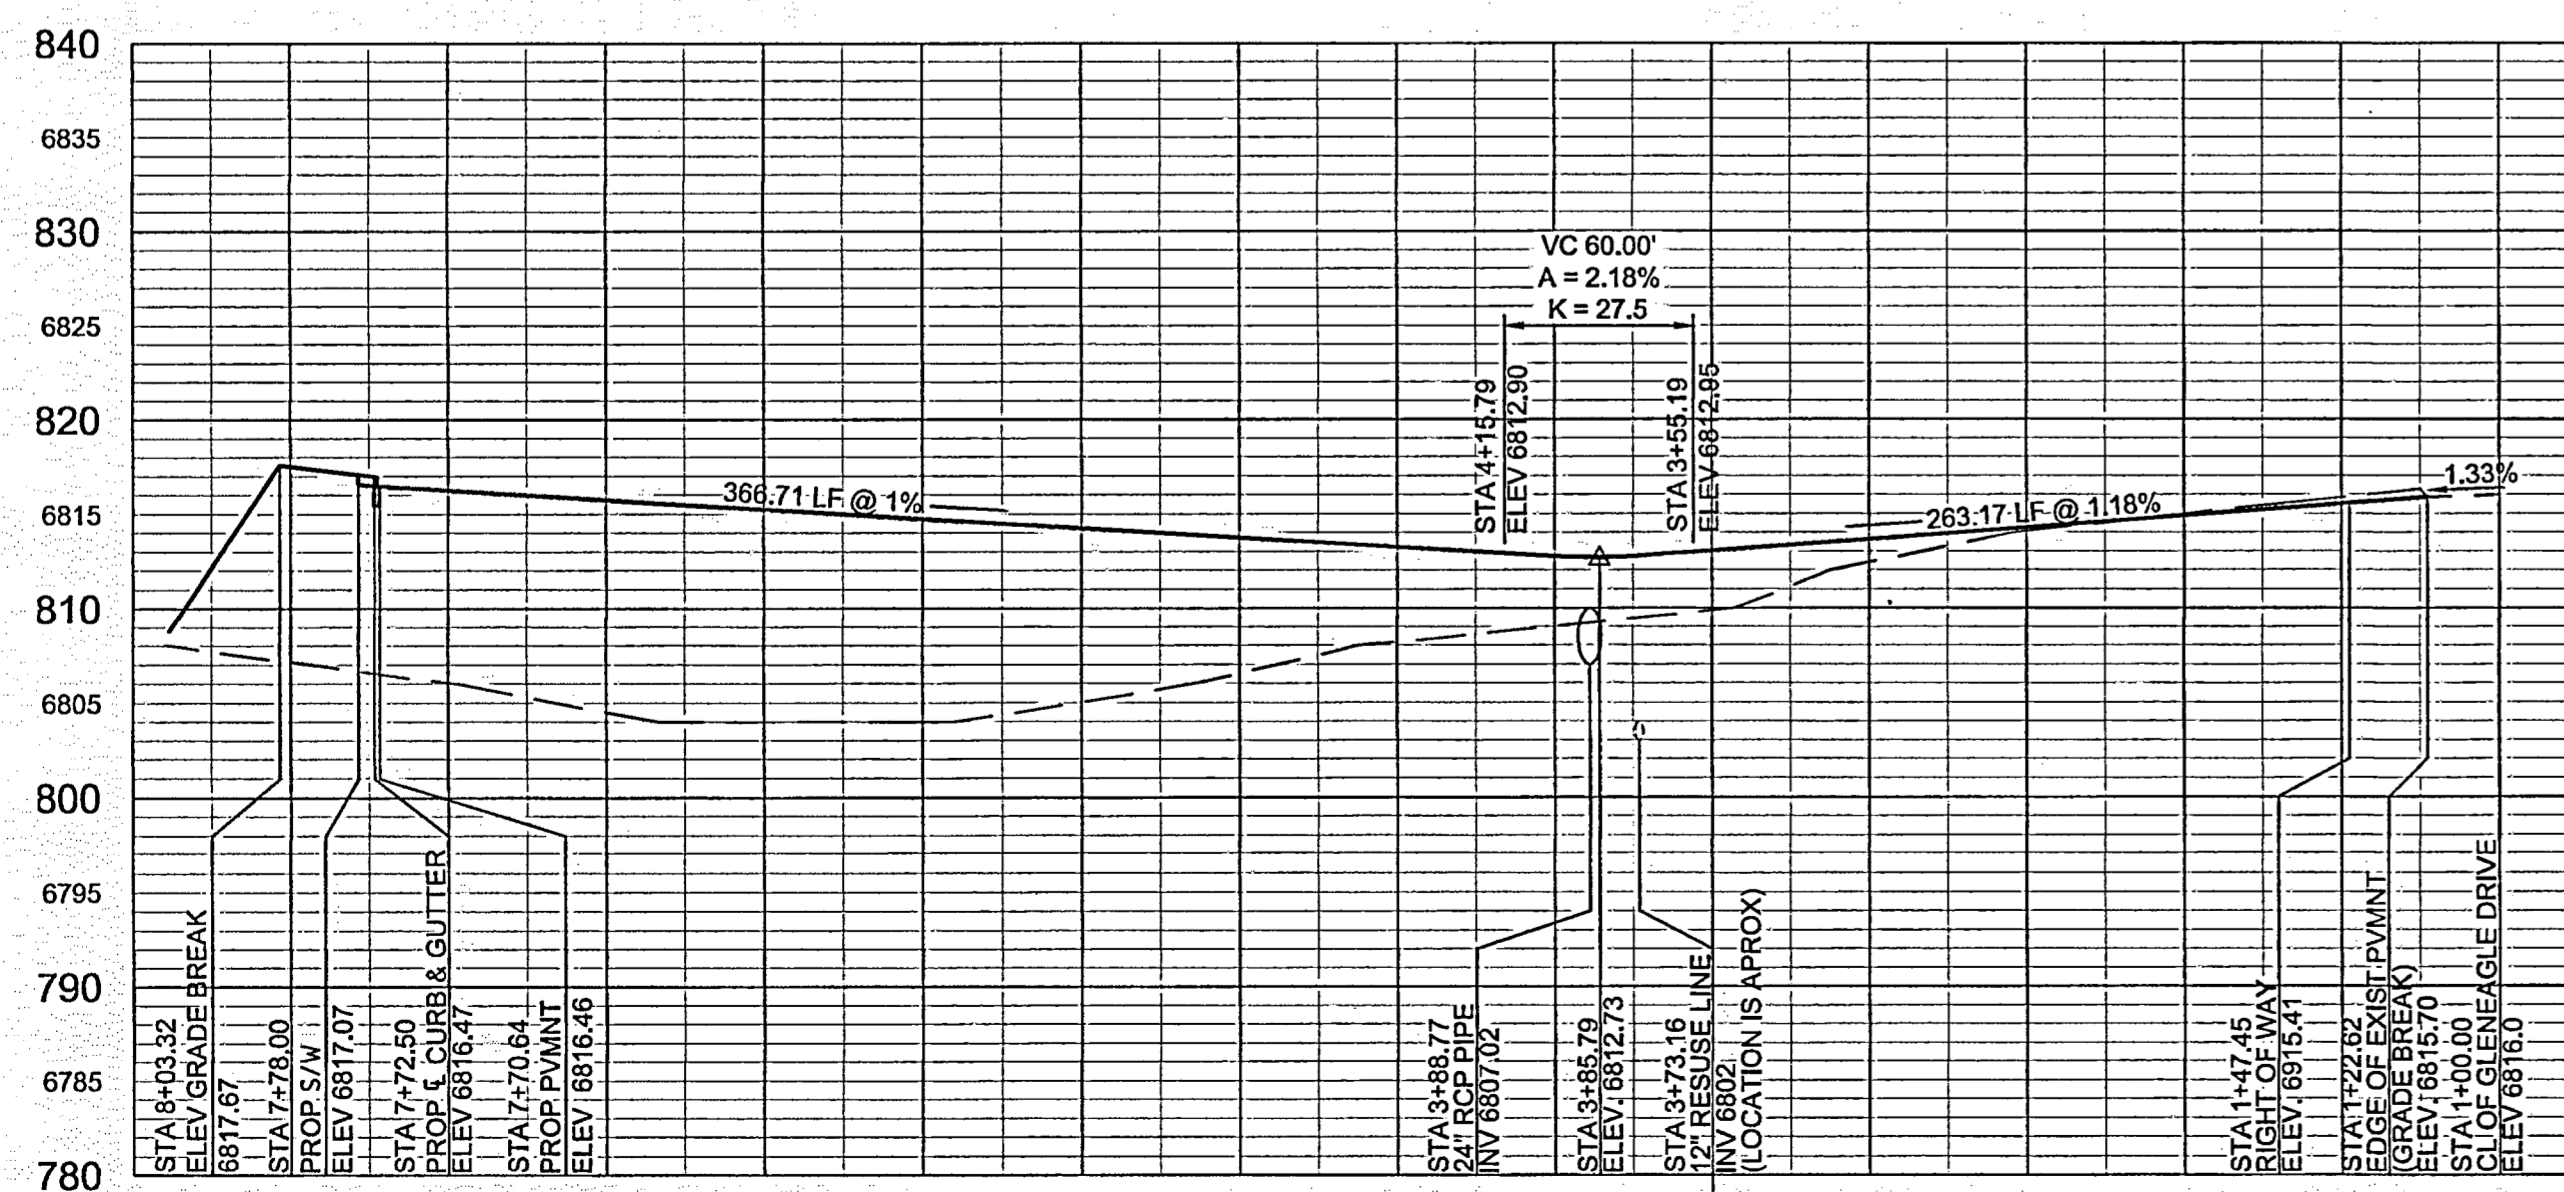 840
6835
830
6825
820
6815
810
6805
800
6795
790
6785
780
VC 60.00'
A = 2.18%
K = 27.5
STA 4+15.79
ELEV 6812.90
STA 3+55.19
ELEV 6812.95
366.71 LF @ 1%
263.17 LF @ 1.18%
1.33%
STA 8+03.32
ELEV GRADE BREAK
6817.67
STA 7+78.00
PROP. S/W
ELEV 6817.07
STA 7+72.50
PROP. ℄ CURB & GUTTER
ELEV 6816.47
STA 7+70.64
PROP PVMNT
ELEV 6816.46
STA 3+88.77
24" RCP PIPE
INV 6807.02
STA 3+85.79
ELEV. 6812.73
STA 3+73.16
12" RESUSE LINE
INV 6802
(LOCATION IS APROX)
STA 1+47.45
RIGHT OF WAY
ELEV. 6915.41
STA 1+22.62
EDGE OF EXIST PVMNT
(GRADE BREAK)
ELEV. 6815.70
STA 1+00.00
CL OF GLENEAGLE DRIVE
ELEV 6816.0